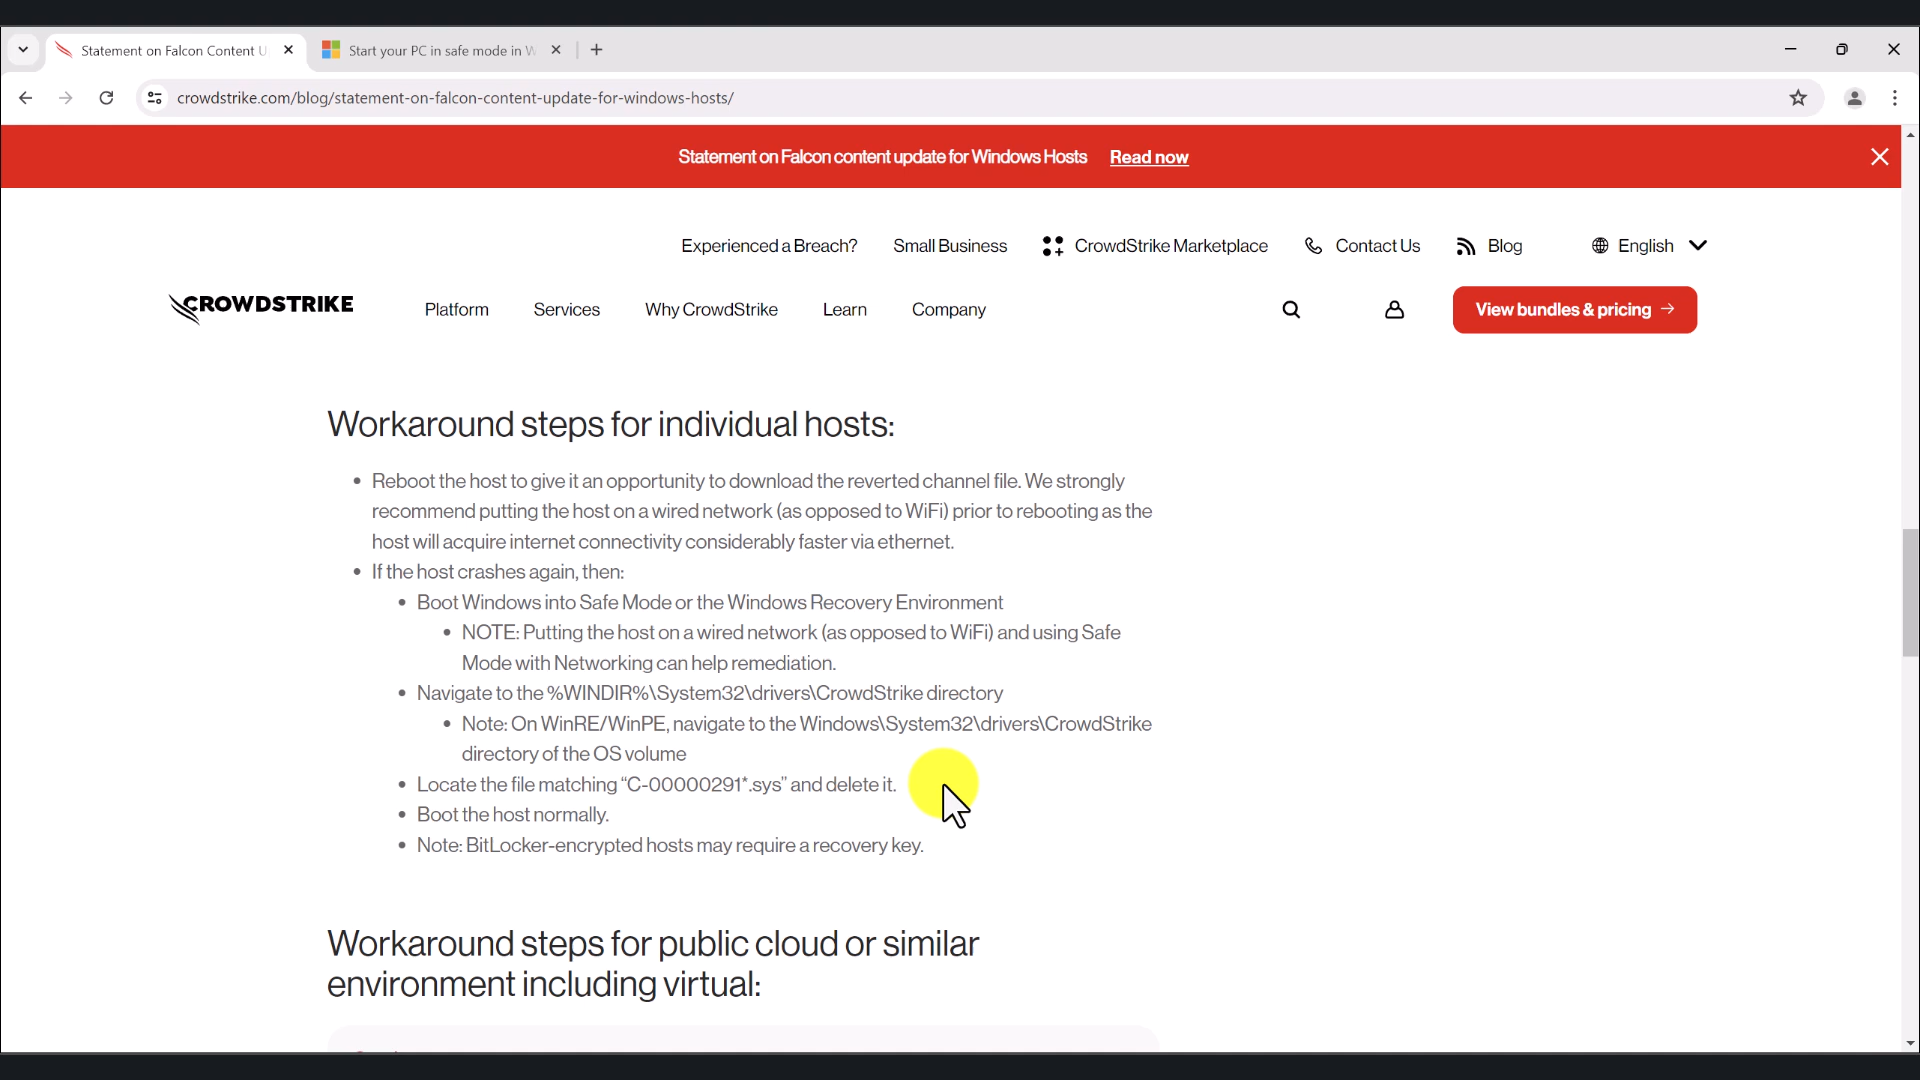 Statement on Falcon Content U
Start your PC in safe mode in W
crowdstrike.com/blog/statement-on-falcon-content-update-for-windows-hosts/
Statement on Falcon content update for Windows Hosts Read now
Experienced a Breach? Small Business CrowdStrike Marketplace Contact Us Blog English
CROWDSTRIKE Platform Services Why CrowdStrike Learn Company View bundles & pricing →
Workaround steps for individual hosts:
• Reboot the host to give it an opportunity to download the reverted channel file. We strongly
recommend putting the host on a wired network (as opposed to WiFi) prior to rebooting as the
host will acquire internet connectivity considerably faster via ethernet.
• If the host crashes again, then:
• Boot Windows into Safe Mode or the Windows Recovery Environment
• NOTE: Putting the host on a wired network (as opposed to WiFi) and using Safe
Mode with Networking can help remediation.
• Navigate to the %WINDIR%\System32\drivers\CrowdStrike directory
• Note: On WinRE/WinPE, navigate to the Windows\System32\drivers\CrowdStrike
directory of the OS volume
• Locate the file matching “C-00000291*.sys” and delete it.
• Boot the host normally.
• Note: BitLocker-encrypted hosts may require a recovery key.
Workaround steps for public cloud or similar
environment including virtual: